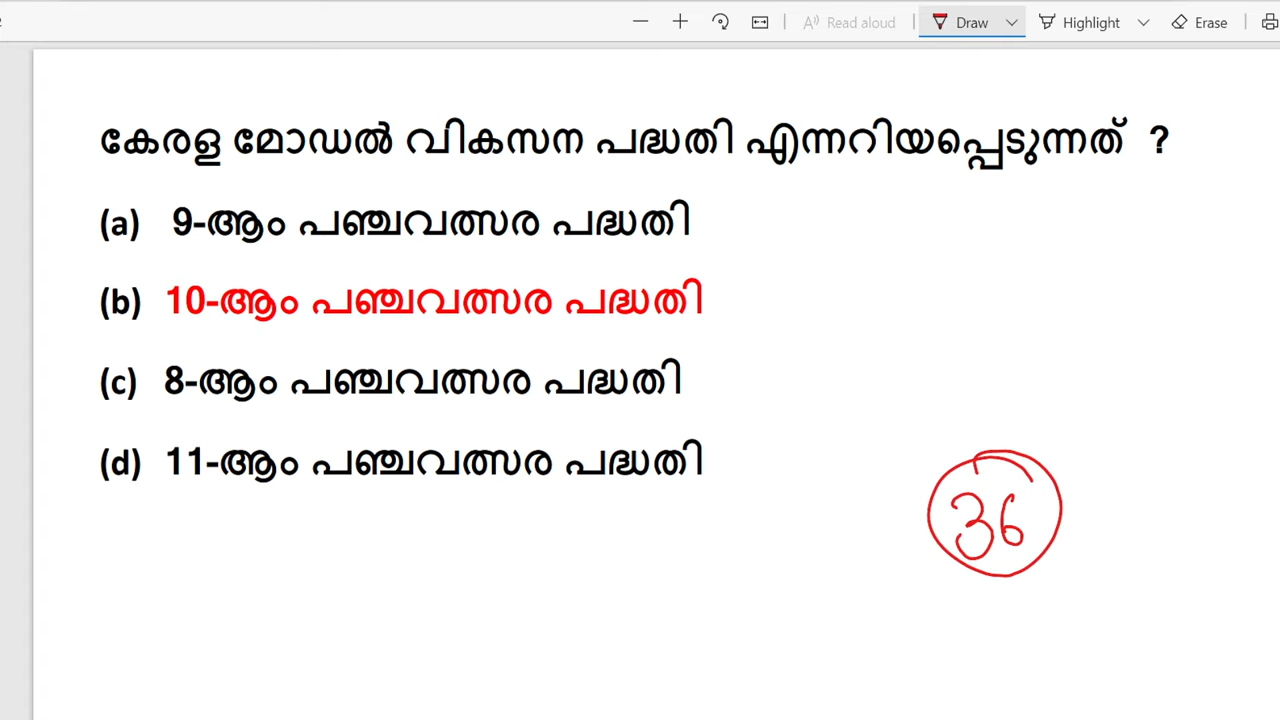 Read aloud Draw Highlight Erase
കേരള മോഡൽ വികസന പദ്ധതി എന്നറിയപ്പെടുന്നത് ?
(a) 9-ആം പഞ്ചവത്സര പദ്ധതി
(b) 10-ആം പഞ്ചവത്സര പദ്ധതി
(c) 8-ആം പഞ്ചവത്സര പദ്ധതി
(d) 11-ആം പഞ്ചവത്സര പദ്ധതി
36